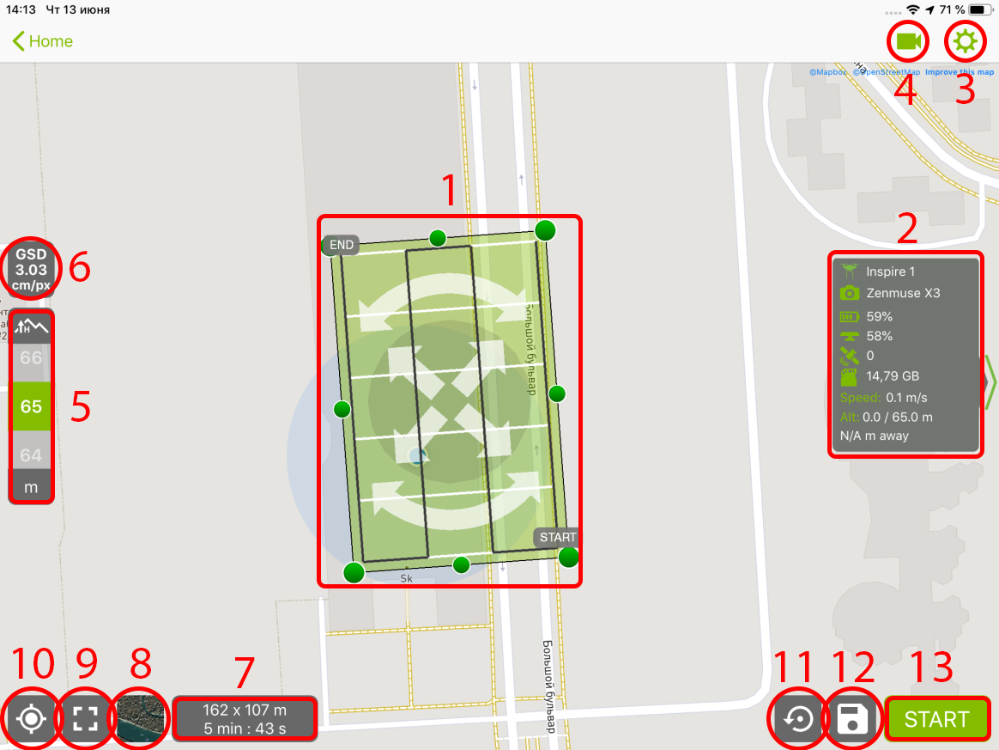 14:13 Чт 13 июня
71 %
Home
©Mapbox ©OpenStreetMap Improve this map
4
3
1
2
END
GSD
3.03
cm/px
6
Inspire 1
Zenmuse X3
59%
58%
0
14,79 GB
Speed: 0.1 m/s
Alt: 0.0 / 65.0 m
N/A m away
H
66
65
64
m
5
Большой бульвар
START
Sk
Большой бульвар
10
9
8
7
11
12
13
162 x 107 m
5 min : 43 s
START